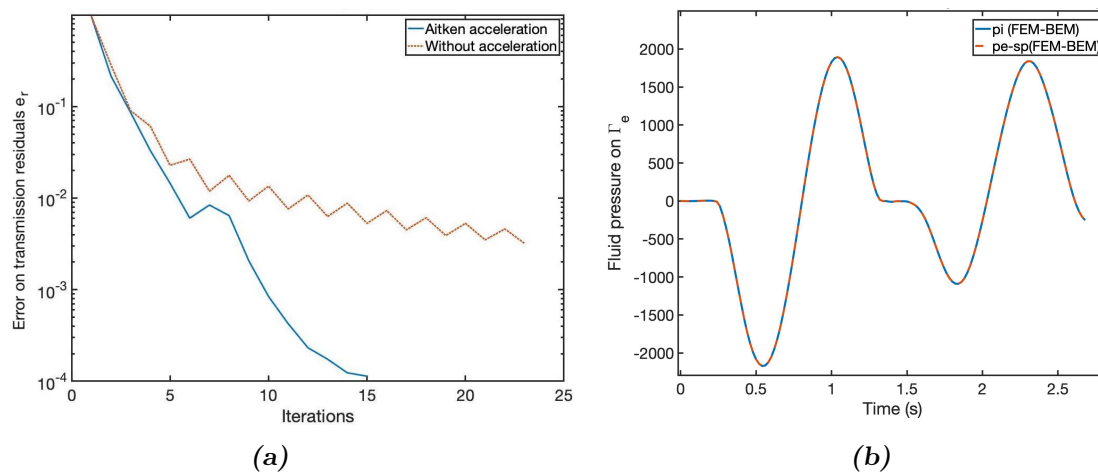 Aitken acceleration
Without acceleration
10⁻¹
10⁻²
10⁻³
10⁻⁴
0 5 10 15 20 25
Error on transmission residuals eᵣ
Iterations
(a)
pi (FEM-BEM)
pe-sp(FEM-BEM)
2000
1500
1000
500
0
-500
-1000
-1500
-2000
0 0.5 1 1.5 2 2.5
Fluid pressure on Γₑ
Time (s)
(b)